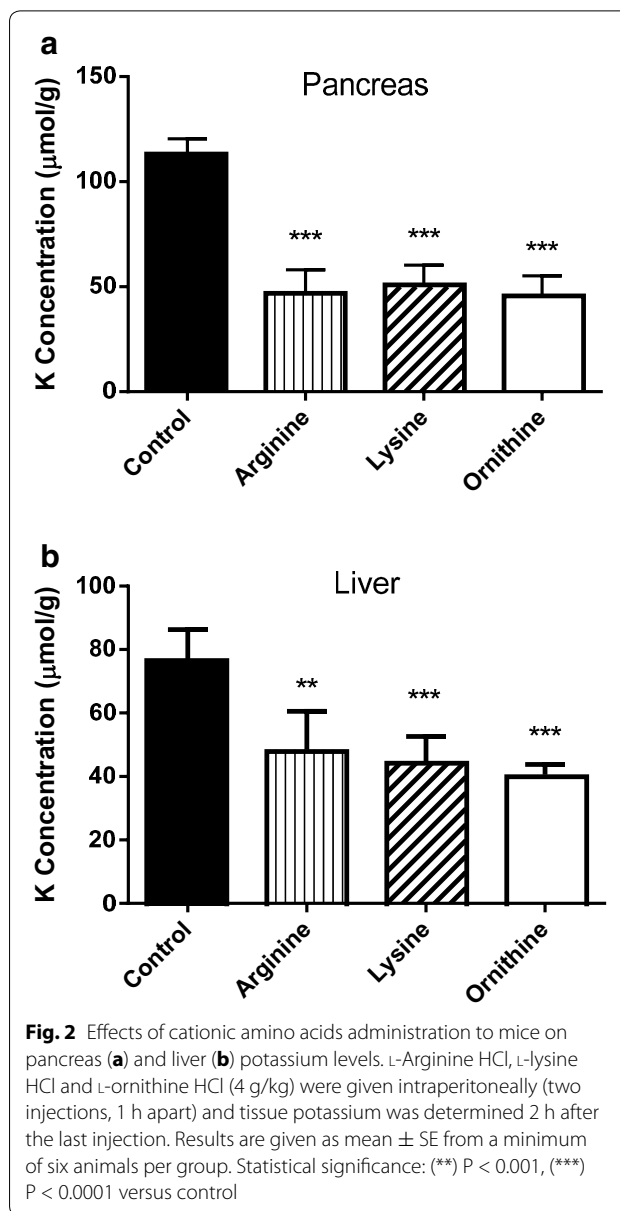 a
Pancreas
K Concentration (μmol/g)
150
100
50
0
***
***
***
Control
Arginine
Lysine
Ornithine
b
Liver
K Concentration (μmol/g)
100
80
60
40
20
0
**
***
***
Control
Arginine
Lysine
Ornithine
Fig. 2 Effects of cationic amino acids administration to mice on
pancreas (a) and liver (b) potassium levels. L-Arginine HCl, L-lysine
HCl and L-ornithine HCl (4 g/kg) were given intraperitoneally (two
injections, 1 h apart) and tissue potassium was determined 2 h after
the last injection. Results are given as mean ± SE from a minimum
of six animals per group. Statistical significance: (**) P < 0.001, (***)
P < 0.0001 versus control